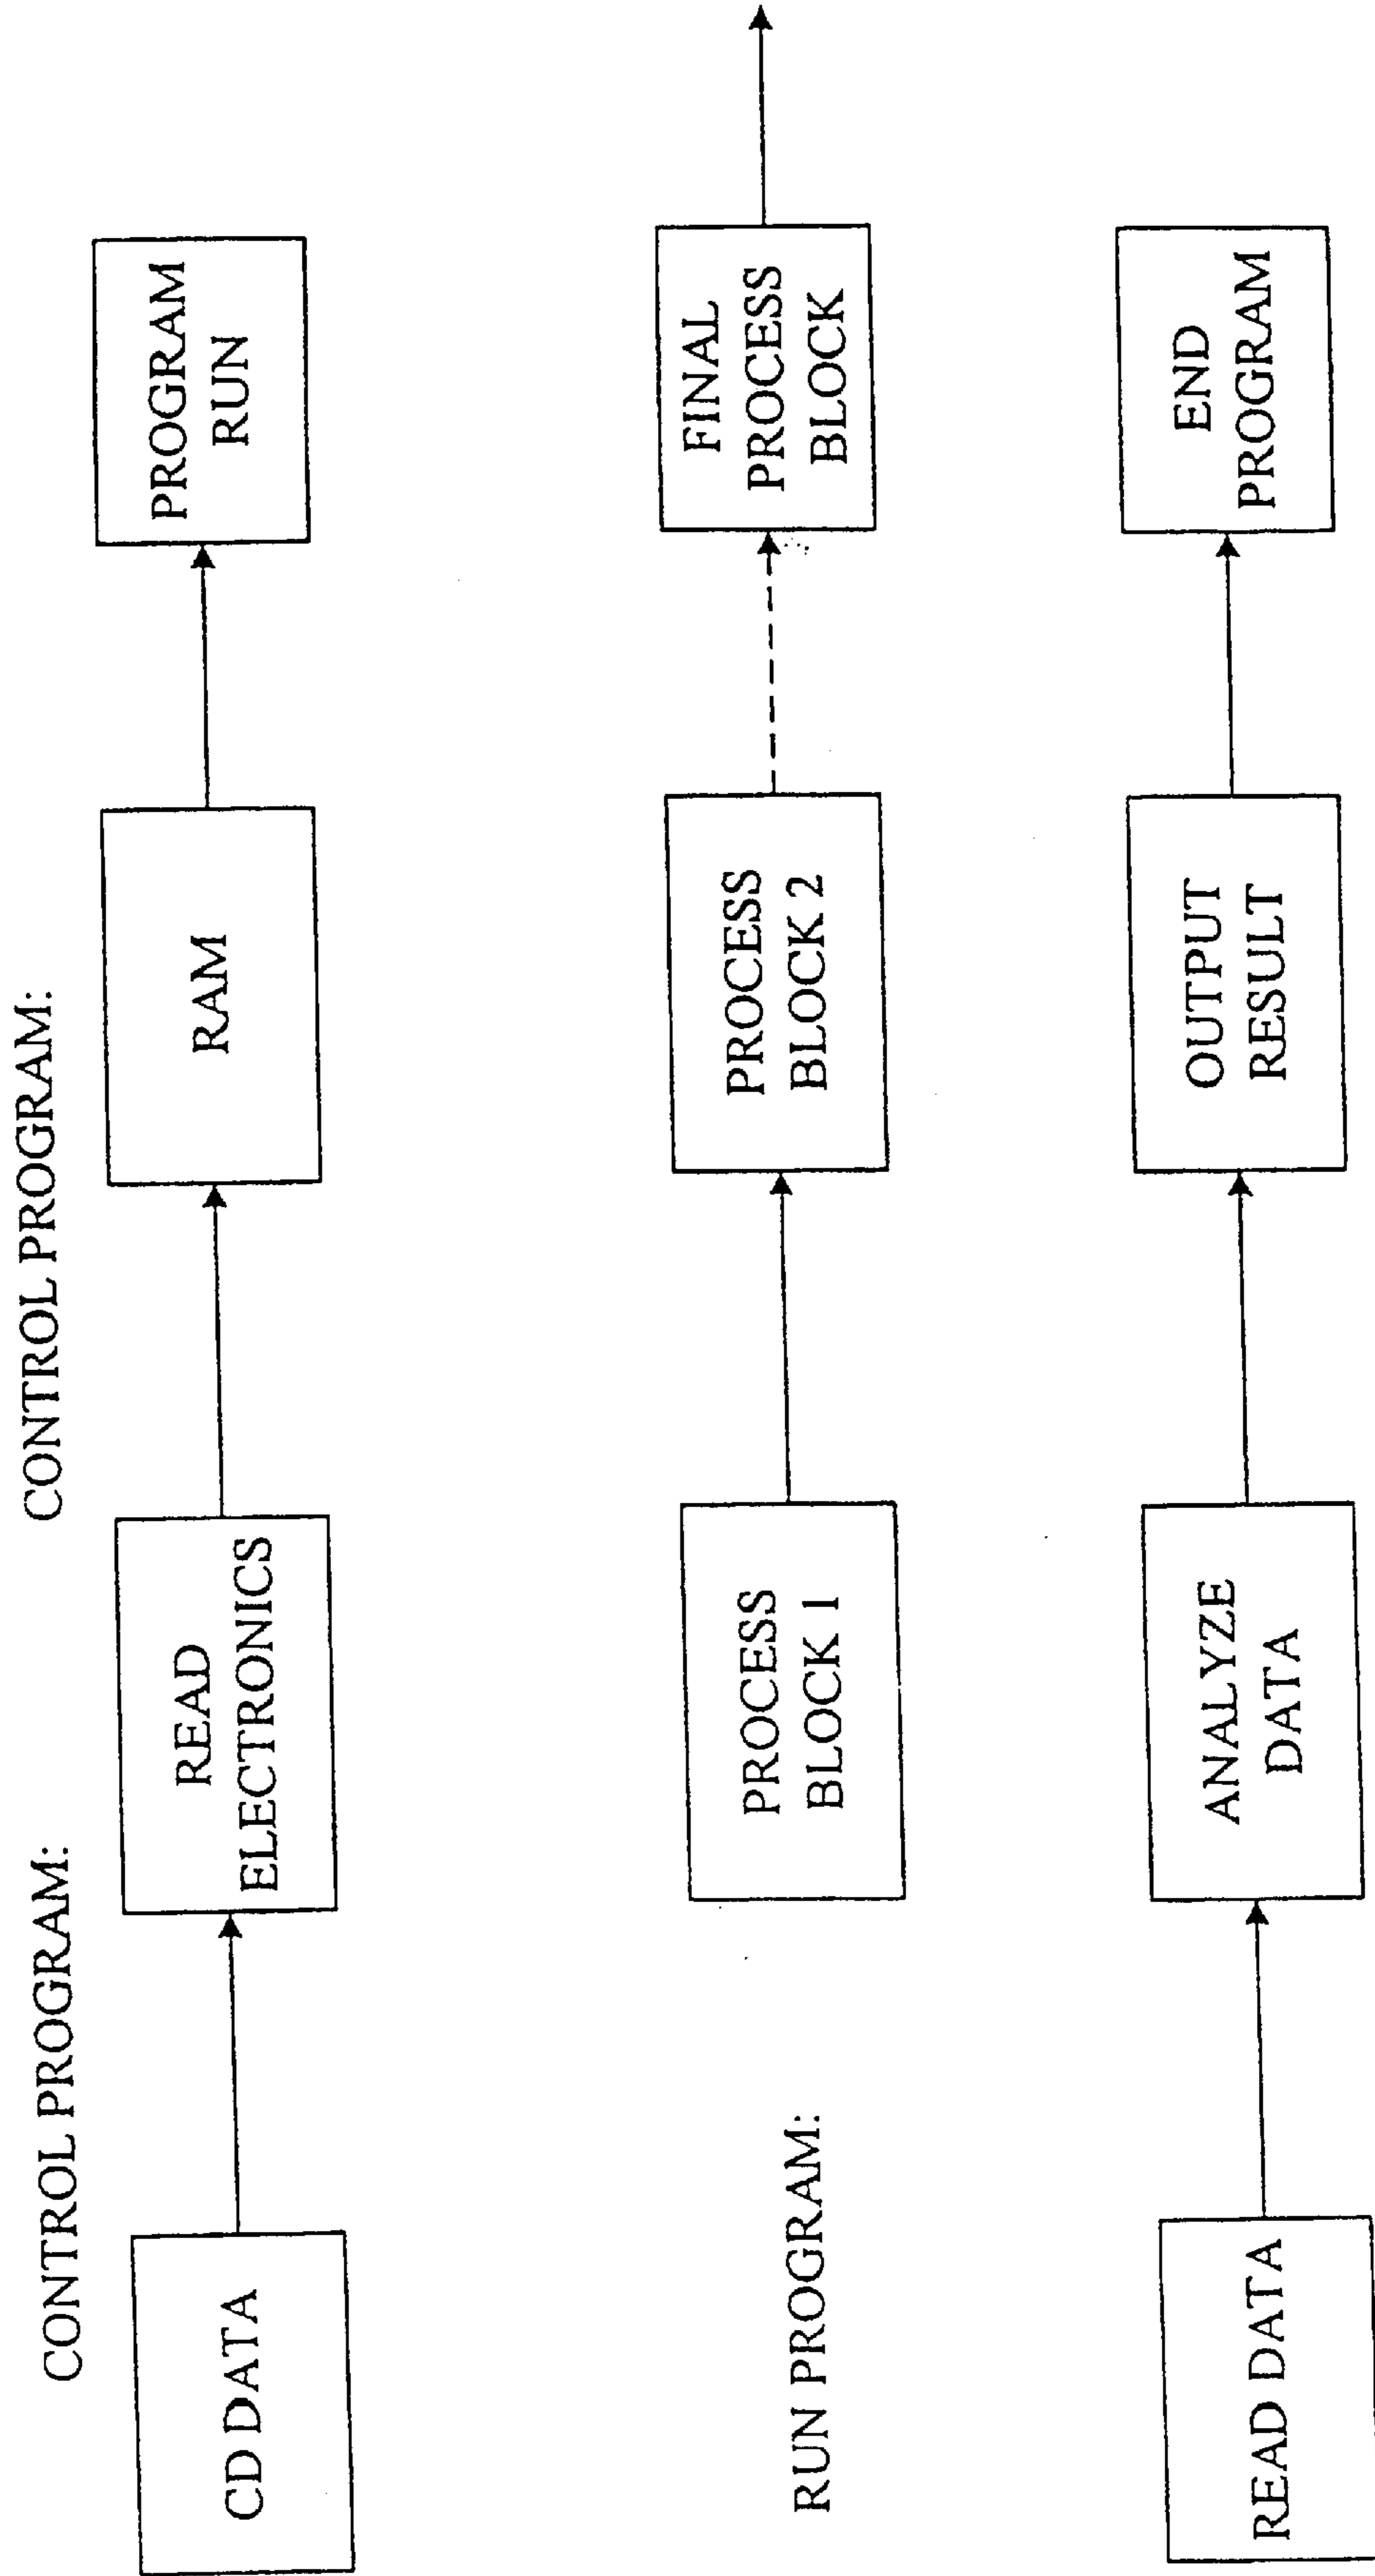 CONTROL PROGRAM:
CONTROL PROGRAM:
CD DATA
READ
ELECTRONICS
RAM
PROGRAM
RUN
RUN PROGRAM:
PROCESS
BLOCK 1
PROCESS
BLOCK 2
FINAL
PROCESS
BLOCK
READ DATA
ANALYZE
DATA
OUTPUT
RESULT
END
PROGRAM